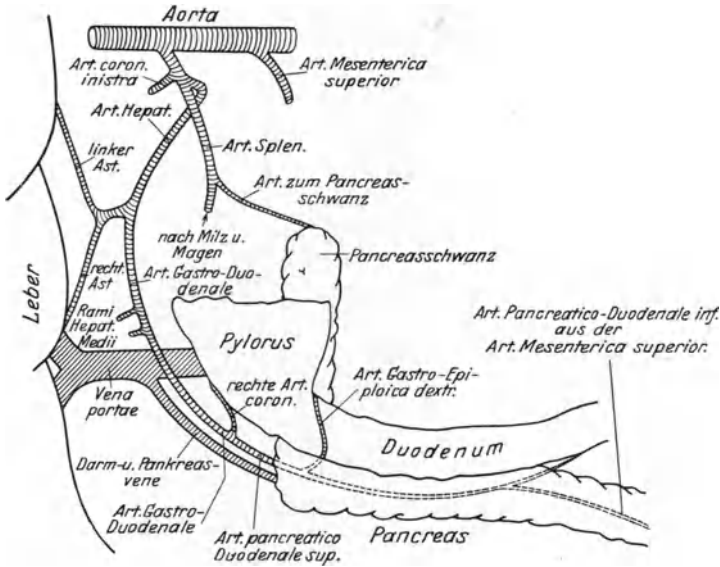 Aorta
Art. coron.
inistra
Art. Mesenterica
superior
Art. Hepat.
linker
Ast.
Art. Splen.
Art. zum Pancreas-
schwanz
nach Milz u.
Magen
Pancreasschwanz
recht.
Ast
Art. Gastro-Duo-
denale
Leber
Rami
Hepat.
Medii
Pylorus
Art. Pancreatico-Duodenale inf.
aus der
Art. Mesenterica superior.
Vena
portae
rechte Art.
coron.
Art. Gastro-Epi-
ploica dextr.
Duodenum
Darm-u. Pankreas-
vene
Art. Gastro-
Duodenale
Art. pancreatico
Duodenale sup.
Pancreas